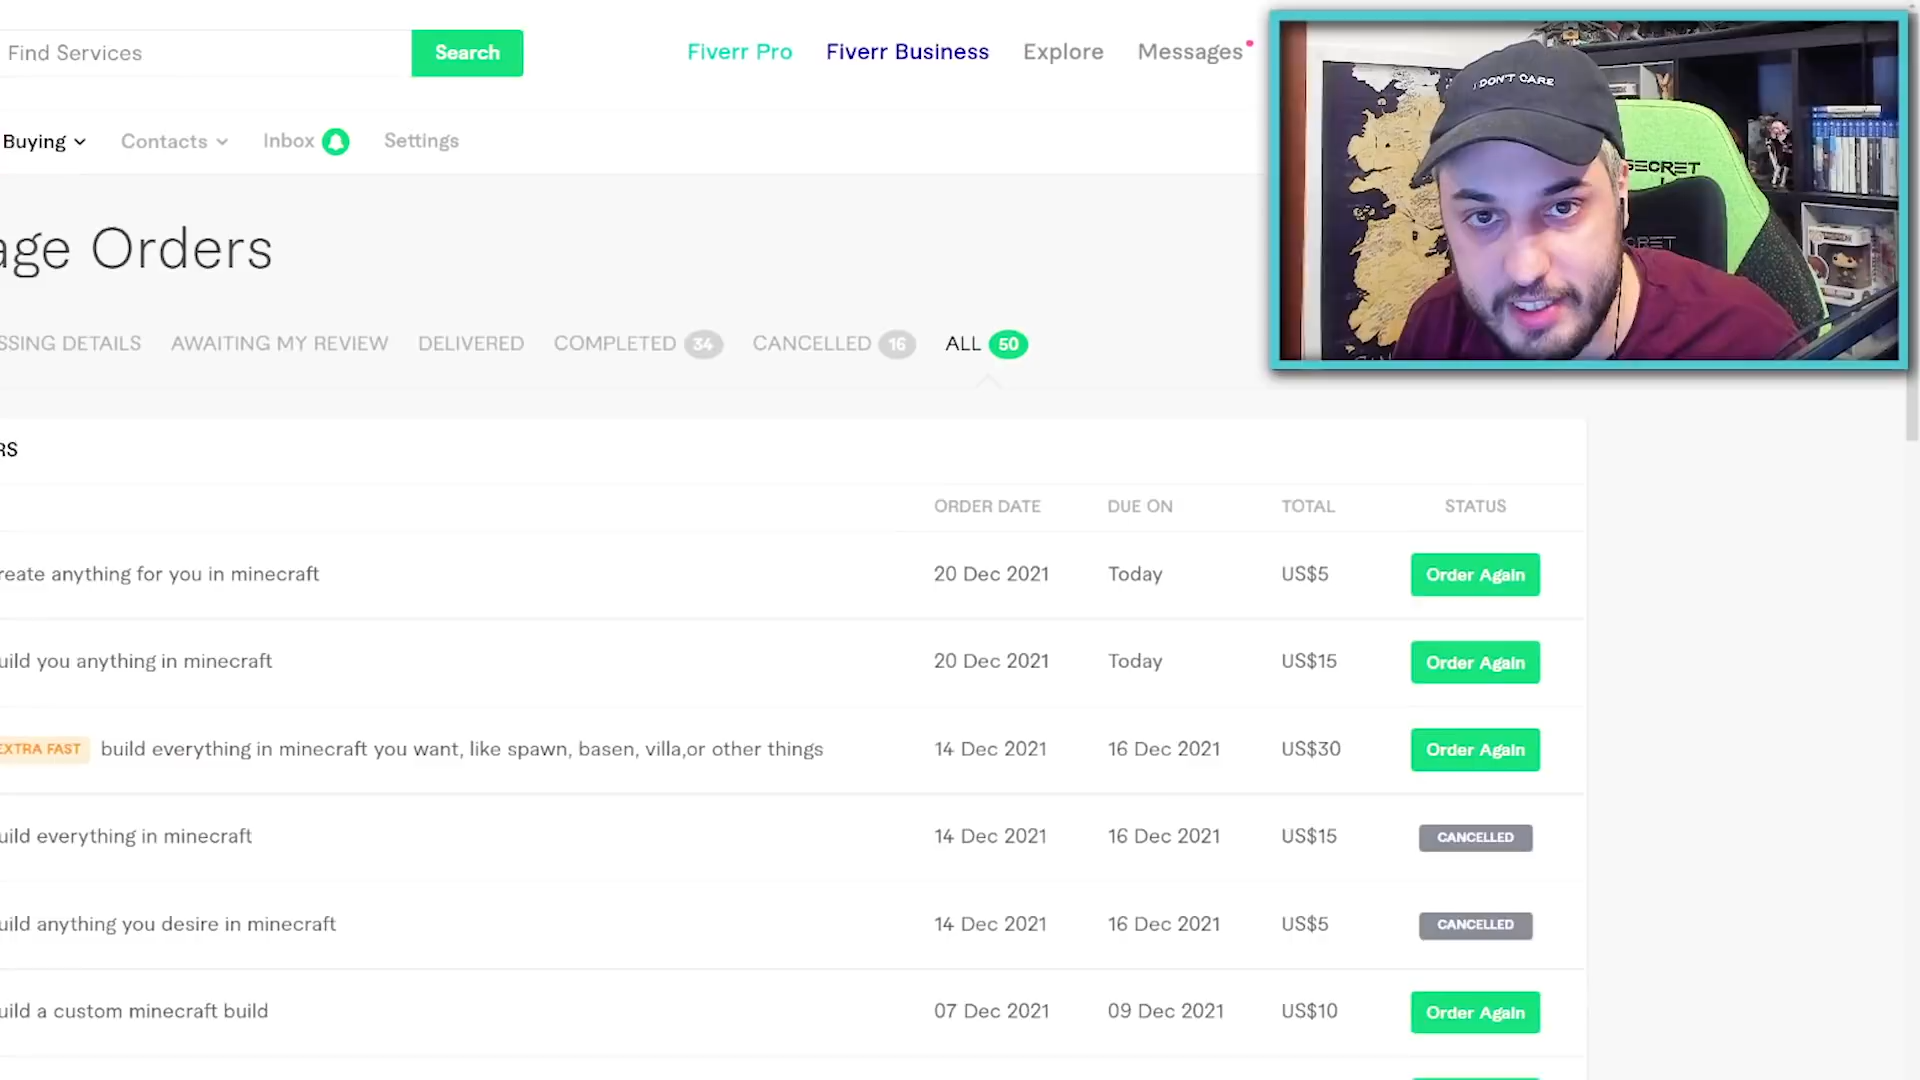 Find Services
Search
Fiverr Pro
Fiverr Business
Explore
Messages
Buying
Contacts
Inbox
Settings
age Orders
SSING DETAILS
AWAITING MY REVIEW
DELIVERED
COMPLETED 34
CANCELLED 16
ALL 50
RS
ORDER DATE DUE ON TOTAL STATUS
reate anything for you in minecraft 20 Dec 2021 Today US$5 Order Again
uild you anything in minecraft 20 Dec 2021 Today US$15 Order Again
EXTRA FAST build everything in minecraft you want, like spawn, basen, villa,or other things 14 Dec 2021 16 Dec 2021 US$30 Order Again
uild everything in minecraft 14 Dec 2021 16 Dec 2021 US$15 CANCELLED
uild anything you desire in minecraft 14 Dec 2021 16 Dec 2021 US$5 CANCELLED
uild a custom minecraft build 07 Dec 2021 09 Dec 2021 US$10 Order Again
I DON'T CARE
SECRET